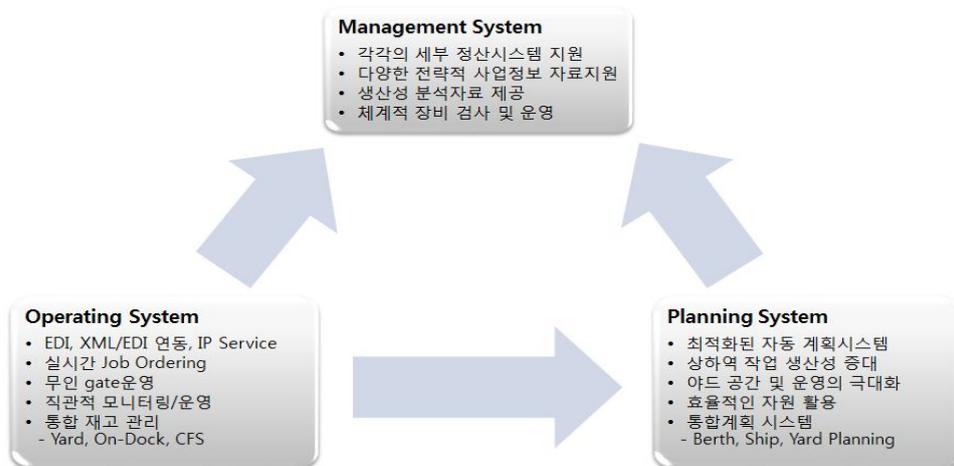 Management System
• 각각의 세부 정산시스템 지원
• 다양한 전략적 사업정보 자료지원
• 생산성 분석자료 제공
• 체계적 장비 검사 및 운영
Operating System
• EDI, XML/EDI 연동, IP Service
• 실시간 Job Ordering
• 무인 gate운영
• 직관적 모니터링/운영
• 통합 재고 관리
- Yard, On-Dock, CFS
Planning System
• 최적화된 자동 계획시스템
• 상하역 작업 생산성 증대
• 야드 공간 및 운영의 극대화
• 효율적인 자원 활용
• 통합계획 시스템
- Berth, Ship, Yard Planning